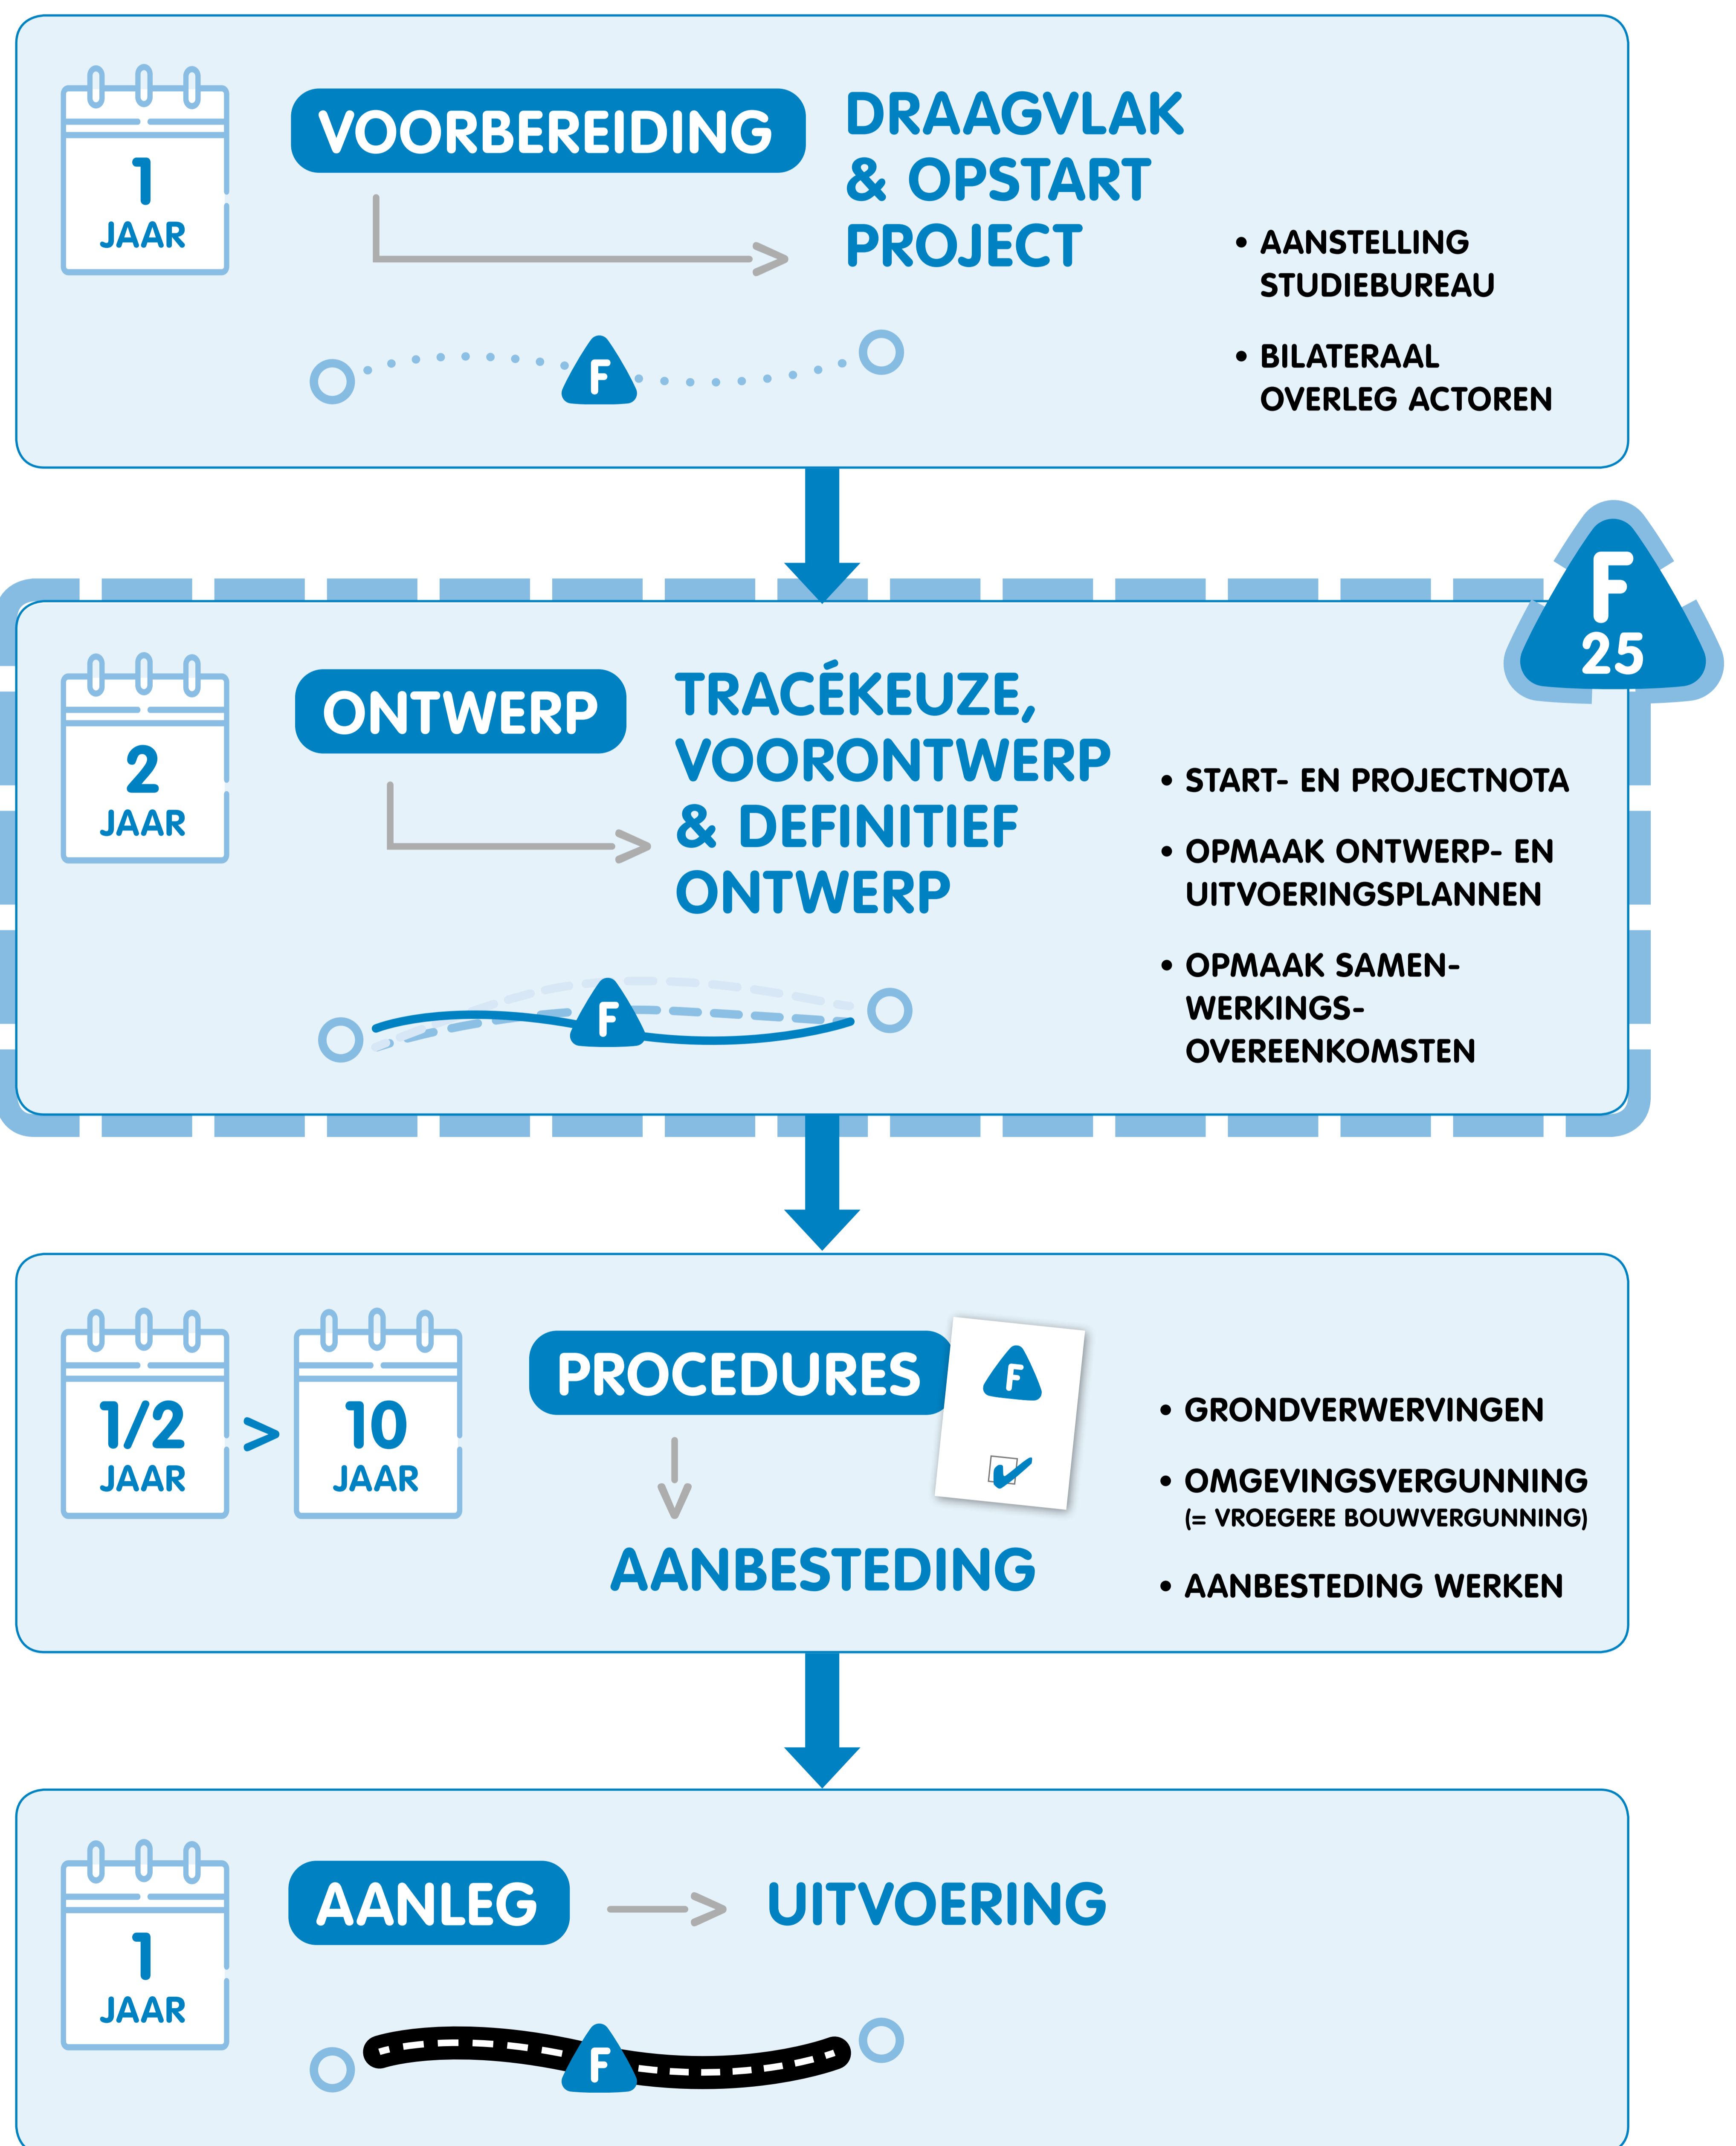 1
JAAR
VOORBEREIDING
DRAAGVLAK
& OPSTART
PROJECT
• AANSTELLING
STUDIEBUREAU
• BILATERAAL
OVERLEG ACTOREN
F
F
25
2
JAAR
ONTWERP
TRACÉKEUZE,
VOORONTWERP
& DEFINITIEF
ONTWERP
• START- EN PROJECTNOTA
• OPMAAK ONTWERP- EN
UITVOERINGSPLANNEN
• OPMAAK SAMEN-
WERKINGS-
OVEREENKOMSTEN
F
1/2
JAAR
>
10
JAAR
PROCEDURES
F
AANBESTEDING
• GRONDVERWERVINGEN
• OMGEVINGSVERGUNNING
(= VROEGERE BOUWVERGUNNING)
• AANBESTEDING WERKEN
1
JAAR
AANLEG
UITVOERING
F